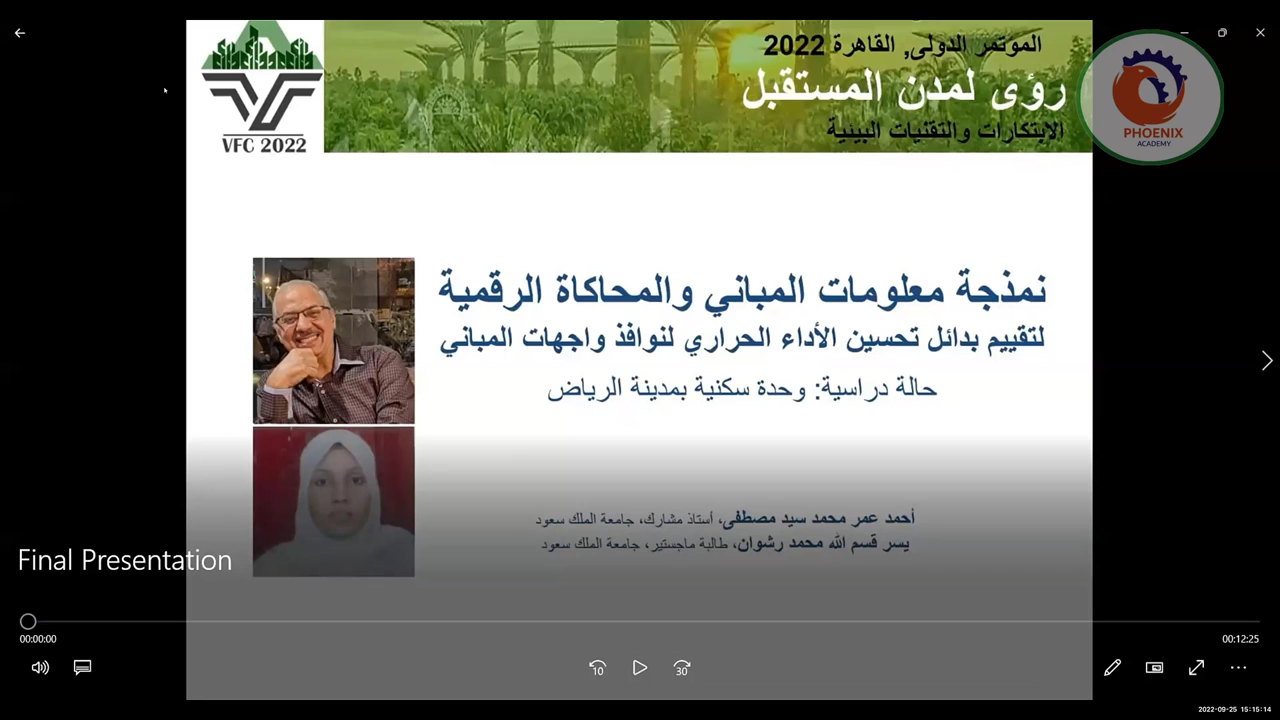 المؤتمر الدولى, القاهرة 2022
رؤى لمدن المستقبل
الإبتكارات والتقنيات البيئية
VFC 2022
PHOENIX
ACADEMY
نمذجة معلومات المباني والمحاكاة الرقمية
لتقييم بدائل تحسين الأداء الحراري لنوافذ واجهات المباني
حالة دراسية: وحدة سكنية بمدينة الرياض
أحمد عمر محمد سيد مصطفى، أستاذ مشارك، جامعة الملك سعود
يسر قسم الله محمد رشوان، طالبة ماجستير، جامعة الملك سعود
Final Presentation
00:00:00
00:12:25
10
30
2022-09-25 15:15:14